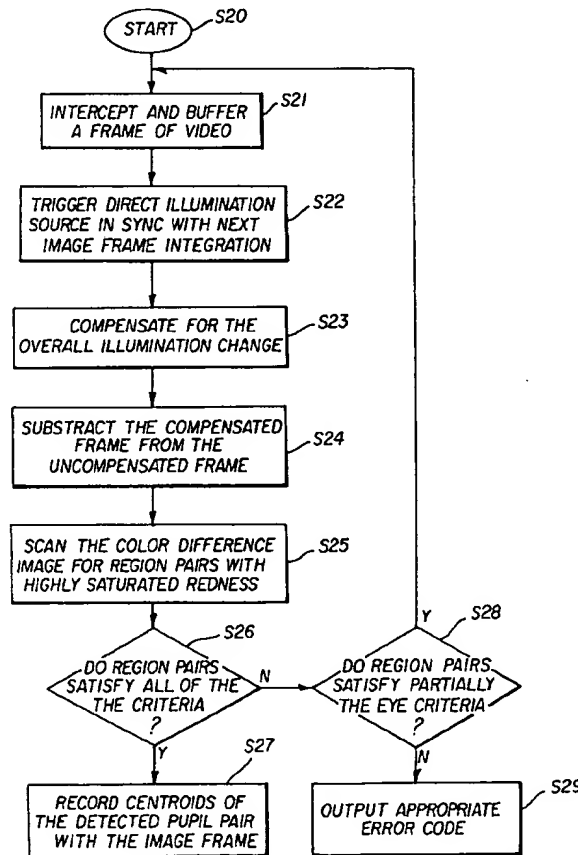 START
S20
INTERCEPT AND BUFFER
A FRAME OF VIDEO
S21
TRIGGER DIRECT ILLUMINATION
SOURCE IN SYNC WITH NEXT
IMAGE FRAME INTEGRATION
S22
COMPENSATE FOR THE
OVERALL ILLUMINATION CHANGE
S23
SUBSTRACT THE COMPENSATED
FRAME FROM THE
UNCOMPENSATED FRAME
S24
SCAN THE COLOR DIFFERENCE
IMAGE FOR REGION PAIRS WITH
HIGHLY SATURATED REDNESS
S25
DO REGION PAIRS
SATISFY ALL OF THE
THE CRITERIA
?
S26
N
Y
DO REGION PAIRS
SATISFY PARTIALLY
THE EYE CRITERIA
?
S28
Y
N
RECORD CENTROIDS OF
THE DETECTED PUPIL PAIR
WITH THE IMAGE FRAME
S27
OUTPUT APPROPRIATE
ERROR CODE
S29